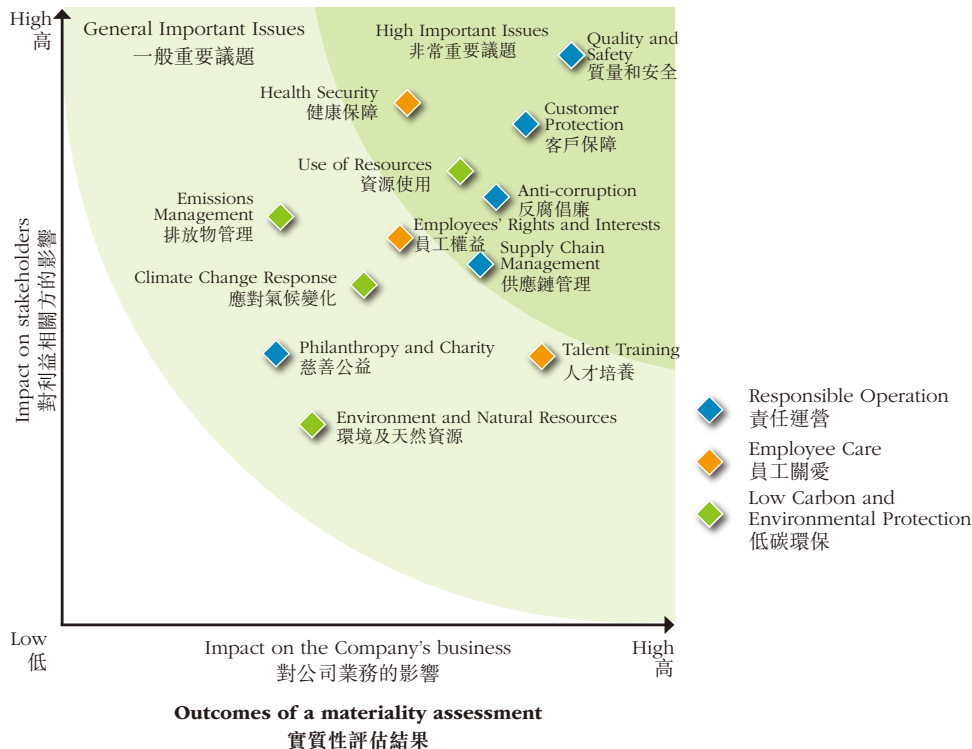 High
高
General Important Issues
一般重要議題
High Important Issues
非常重要議題
Quality and
Safety
質量和安全
Health Security
健康保障
Customer
Protection
客戶保障
Use of Resources
資源使用
Anti-corruption
反腐倡廉
Emissions
Management
排放物管理
Employees' Rights and Interests
員工權益
Supply Chain
Management
供應鏈管理
Climate Change Response
應對氣候變化
Philanthropy and Charity
慈善公益
Talent Training
人才培養
Environment and Natural Resources
環境及天然資源
Impact on stakeholders
對利益相關方的影響
Responsible Operation
責任運營
Employee Care
員工關愛
Low Carbon and
Environmental Protection
低碳環保
Low
低
Impact on the Company's business
對公司業務的影響
High
高
Outcomes of a materiality assessment
實質性評估結果